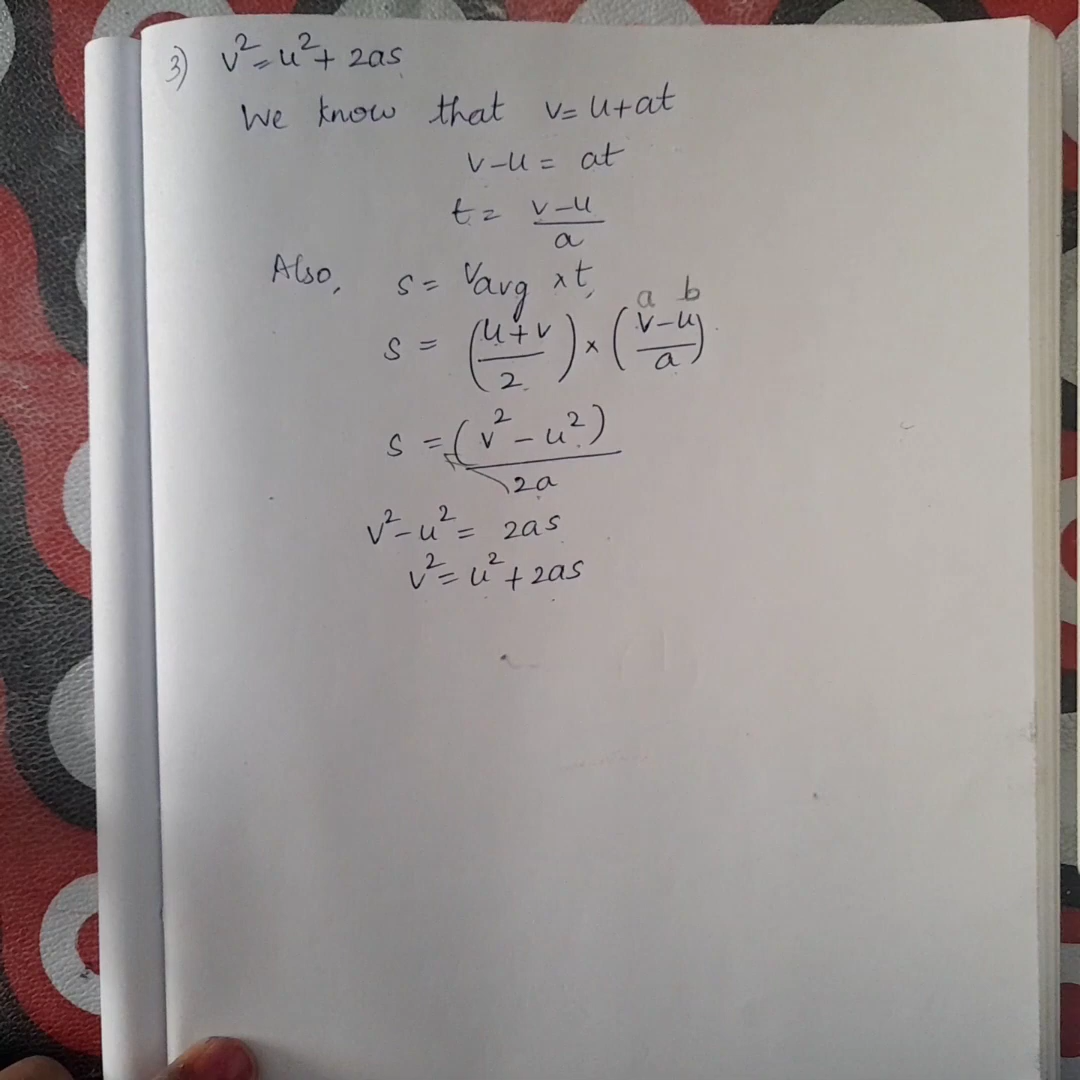 3) v²=u²+2as
We know that v=u+at
v-u = at
t= v-u/a
Also, s= Vavg × t
a b
s = (u+v/2) × (v-u/a)
s = (v²-u²)/2a
v²-u²= 2as
v²=u²+2as